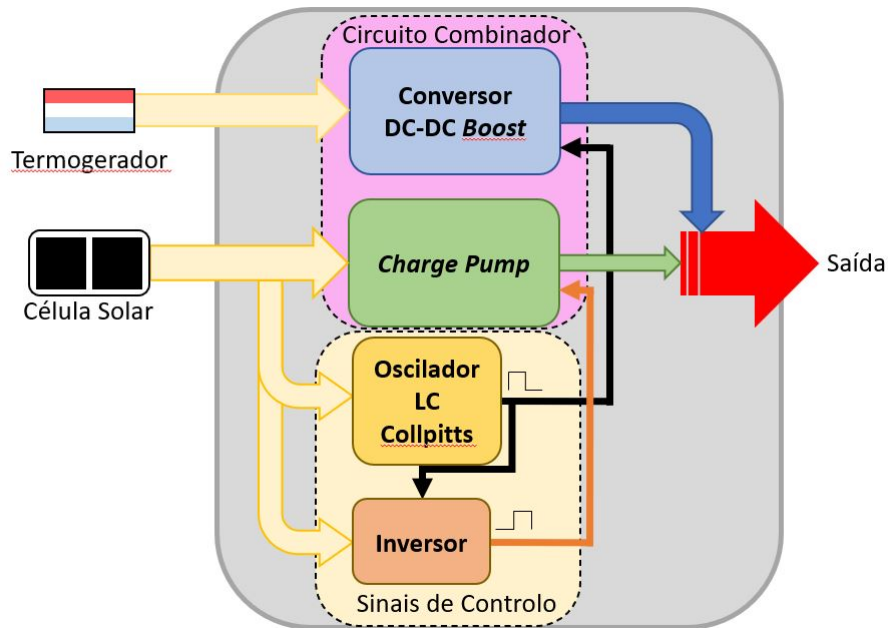 Circuito Combinador
Conversor
DC-DC Boost
Termogerador
Charge Pump
Saída
Célula Solar
Oscilador
LC
Collpitts
Inversor
Sinais de Controlo